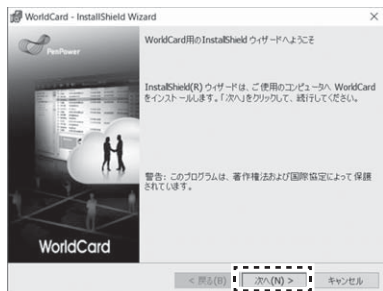 WorldCard - InstallShield Wizard
PenPower
WorldCard用のInstallShield ウィザードへようこそ
InstallShield(R) ウィザードは、ご使用のコンピュータへ WorldCard
をインストールします。「次へ」をクリックして、続行してください。
警告: このプログラムは、著作権法および国際協定によって保護
されています。
WorldCard
< 戻る(B)
次へ(N) >
キャンセル